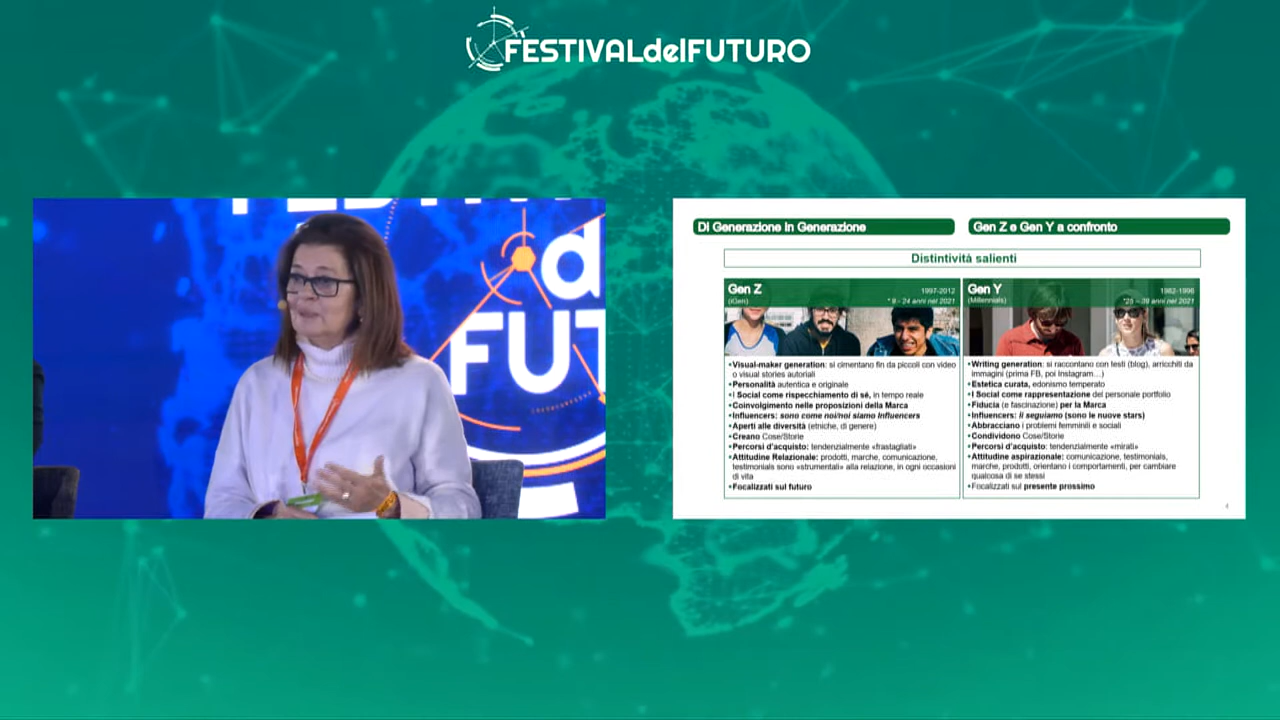 FESTIVALdelFUTURO
d
FUT
Di Generazione in Generazione
Gen Z e Gen Y a confronto
Distintività salienti
Gen Z
1997-2012
(iGen)
* 9 - 24 anni nel 2021
•Visual-maker generation: si cimentano fin da piccoli con video
o visual stories autoriali
•Personalità autentica e originale
•I Social come rispecchiamento di sé, in tempo reale
•Coinvolgimento nelle proposizioni della Marca
•Influencers: sono come noi/noi siamo Influencers
•Aperti alle diversità (etniche, di genere)
•Creano Cose/Storie
•Percorsi d'acquisto: tendenzialmente «frastagliati»
•Attitudine Relazionale: prodotti, marche, comunicazione,
testimonials sono «strumentali» alla relazione, in ogni occasioni
di vita
•Focalizzati sul futuro
Gen Y
1982-1996
(Millennials)
*25 – 39 anni nel 2021
•Writing generation: si raccontano con testi (blog), arricchiti da
immagini (prima FB, poi Instagram…)
•Estetica curata, edonismo temperato
•I Social come rappresentazione del personale portfolio
•Fiducia (e fascinazione) per la Marca
•Influencers: li seguiamo (sono le nuove stars)
•Abbracciano i problemi femminili e sociali
•Condividono Cose/Storie
•Percorsi d'acquisto: tendenzialmente «mirati»
•Attitudine aspirazionale: comunicazione, testimonials,
marche, prodotti, orientano i comportamenti, per cambiare
qualcosa di se stessi
•Focalizzati sul presente prossimo
4